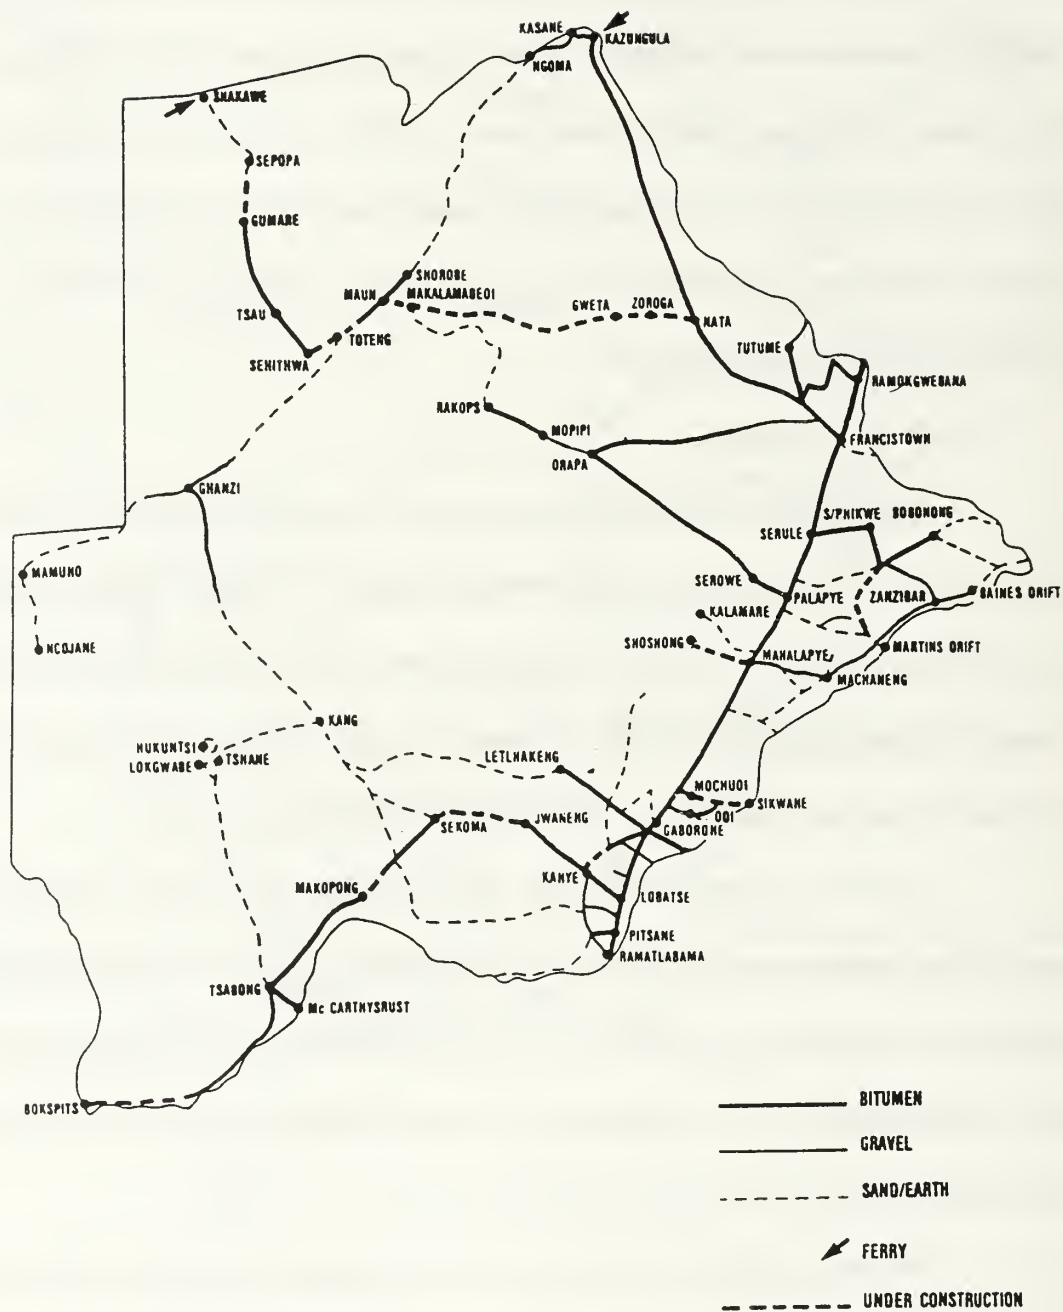 KASANE
KAZUNGULA
NGOMA
SHAKAWE
SEPOPA
GUMARE
SHOROBE
MAUN
MAKALAMABEDI
GWETA
ZOROGA
NATA
TSAU
TOTENG
SEHITHWA
TUTUME
RAMOKGWEBANA
RAKOPS
MOPIPI
ORAPA
FRANCISTOWN
GHANZI
S/PHIKWE
BOBONONG
SERULE
MAMUNO
SEROWE
PALAPYE
ZANZIBAR
BAINES DRIFT
KALAMARE
NCOJANE
SHOSHONG
MAHALAPYE
MARTINS DRIFT
MACHANENG
KANG
HUKUNTSI
TSHANE
LOKGWABE
LETLHAKENG
MOCHUDI
SIKWANE
ODI
SEKOMA
JWANENG
GABORONE
KANYE
MAKOPONG
LOBATSE
PITSANE
RAMATLABAMA
TSABONG
Mc CARTHYSRUST
BOKSPITS
BITUMEN
GRAVEL
SAND/EARTH
FERRY
UNDER CONSTRUCTION